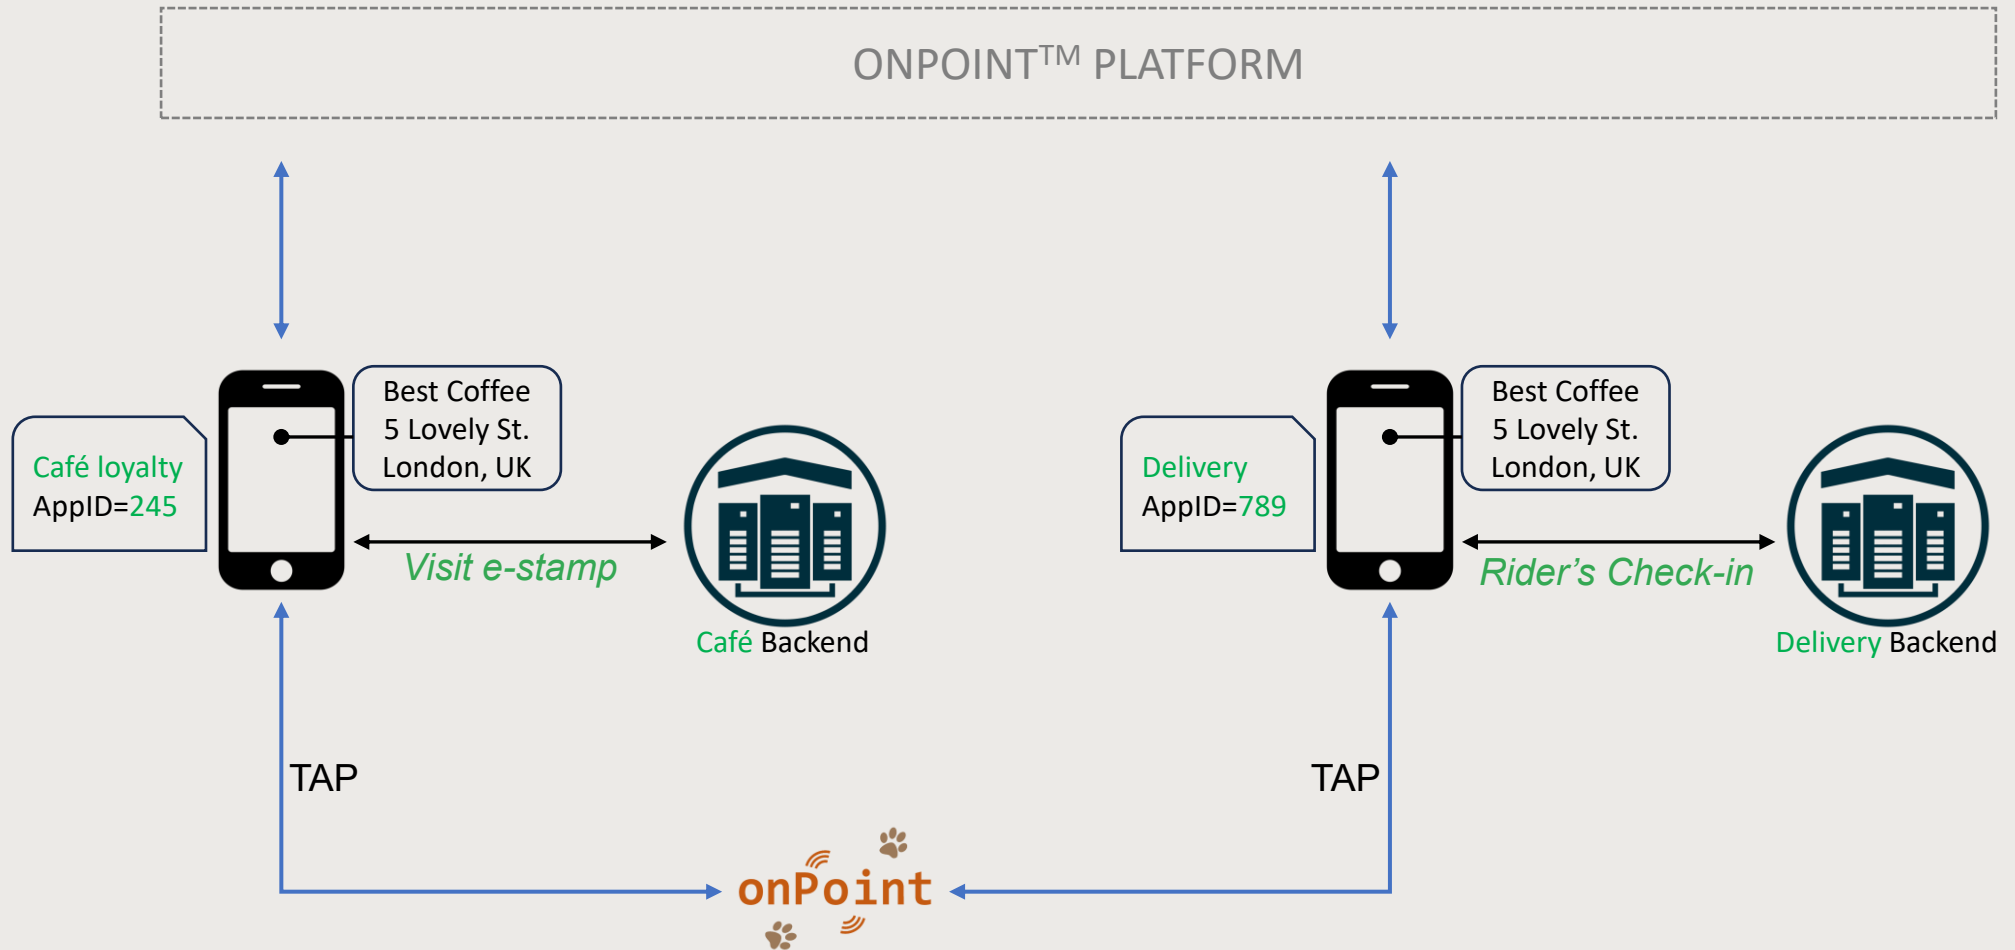 ONPOINT™ PLATFORM
Best Coffee
5 Lovely St.
London, UK
Café loyalty
AppID=245
Visit e-stamp
Café Backend
Best Coffee
5 Lovely St.
London, UK
Delivery
AppID=789
Rider's Check-in
Delivery Backend
TAP
TAP
onPoint